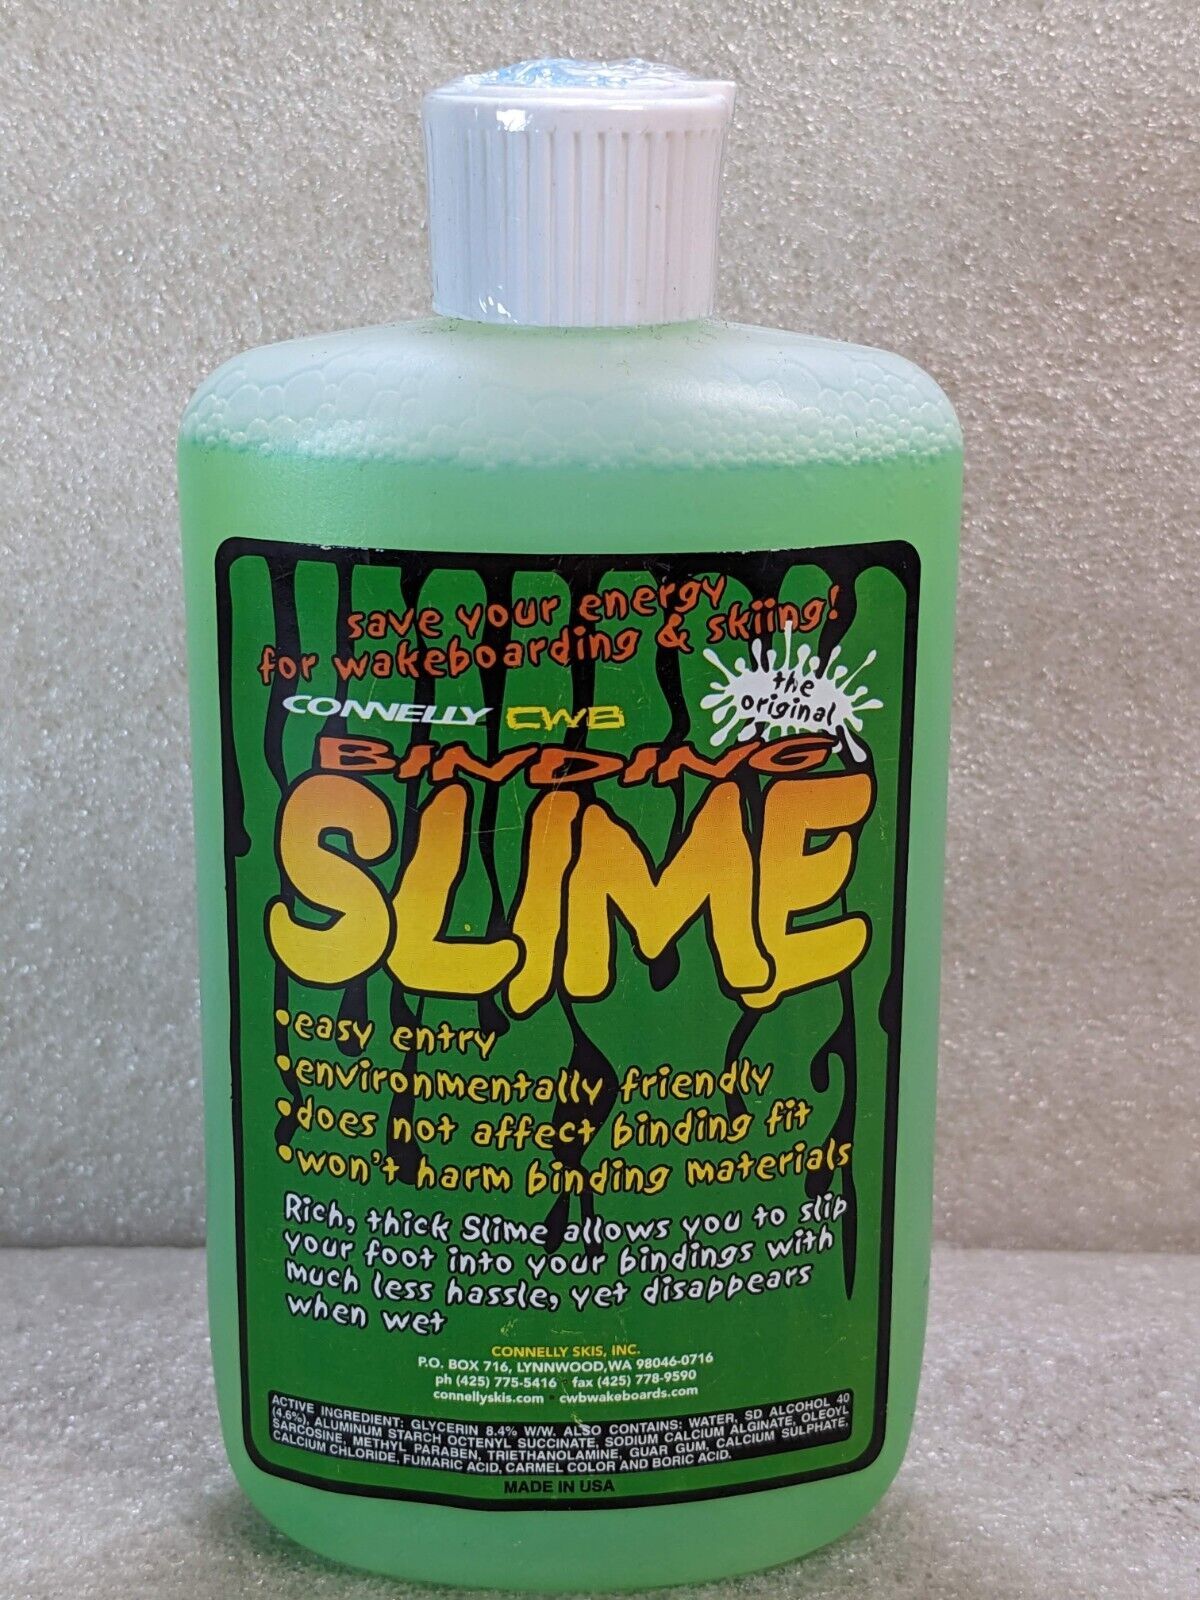 save your energy
for wakeboarding & skiing!
the
original
CONNELLY CWB
BINDING
SLIME
•easy entry
•environmentally friendly
•does not affect binding fit
•won't harm binding materials
Rich, thick Slime allows you to slip
your foot into your bindings with
much less hassle, yet disappears
when wet
CONNELLY SKIS, INC.
P.O. BOX 716, LYNNWOOD, WA 98046-0716
ph (425) 775-5416 • fax (425) 778-9590
connellyskis.com • cwbwakeboards.com
ACTIVE INGREDIENT: GLYCERIN 8.4% W/W. ALSO CONTAINS: WATER, SD ALCOHOL 40
(4.6%), ALUMINUM STARCH OCTENYL SUCCINATE, SODIUM CALCIUM ALGINATE, OLEOYL
SARCOSINE, METHYL PARABEN, TRIETHANOLAMINE, GUAR GUM, CALCIUM SULPHATE,
CALCIUM CHLORIDE, FUMARIC ACID, CARMEL COLOR AND BORIC ACID.
MADE IN USA